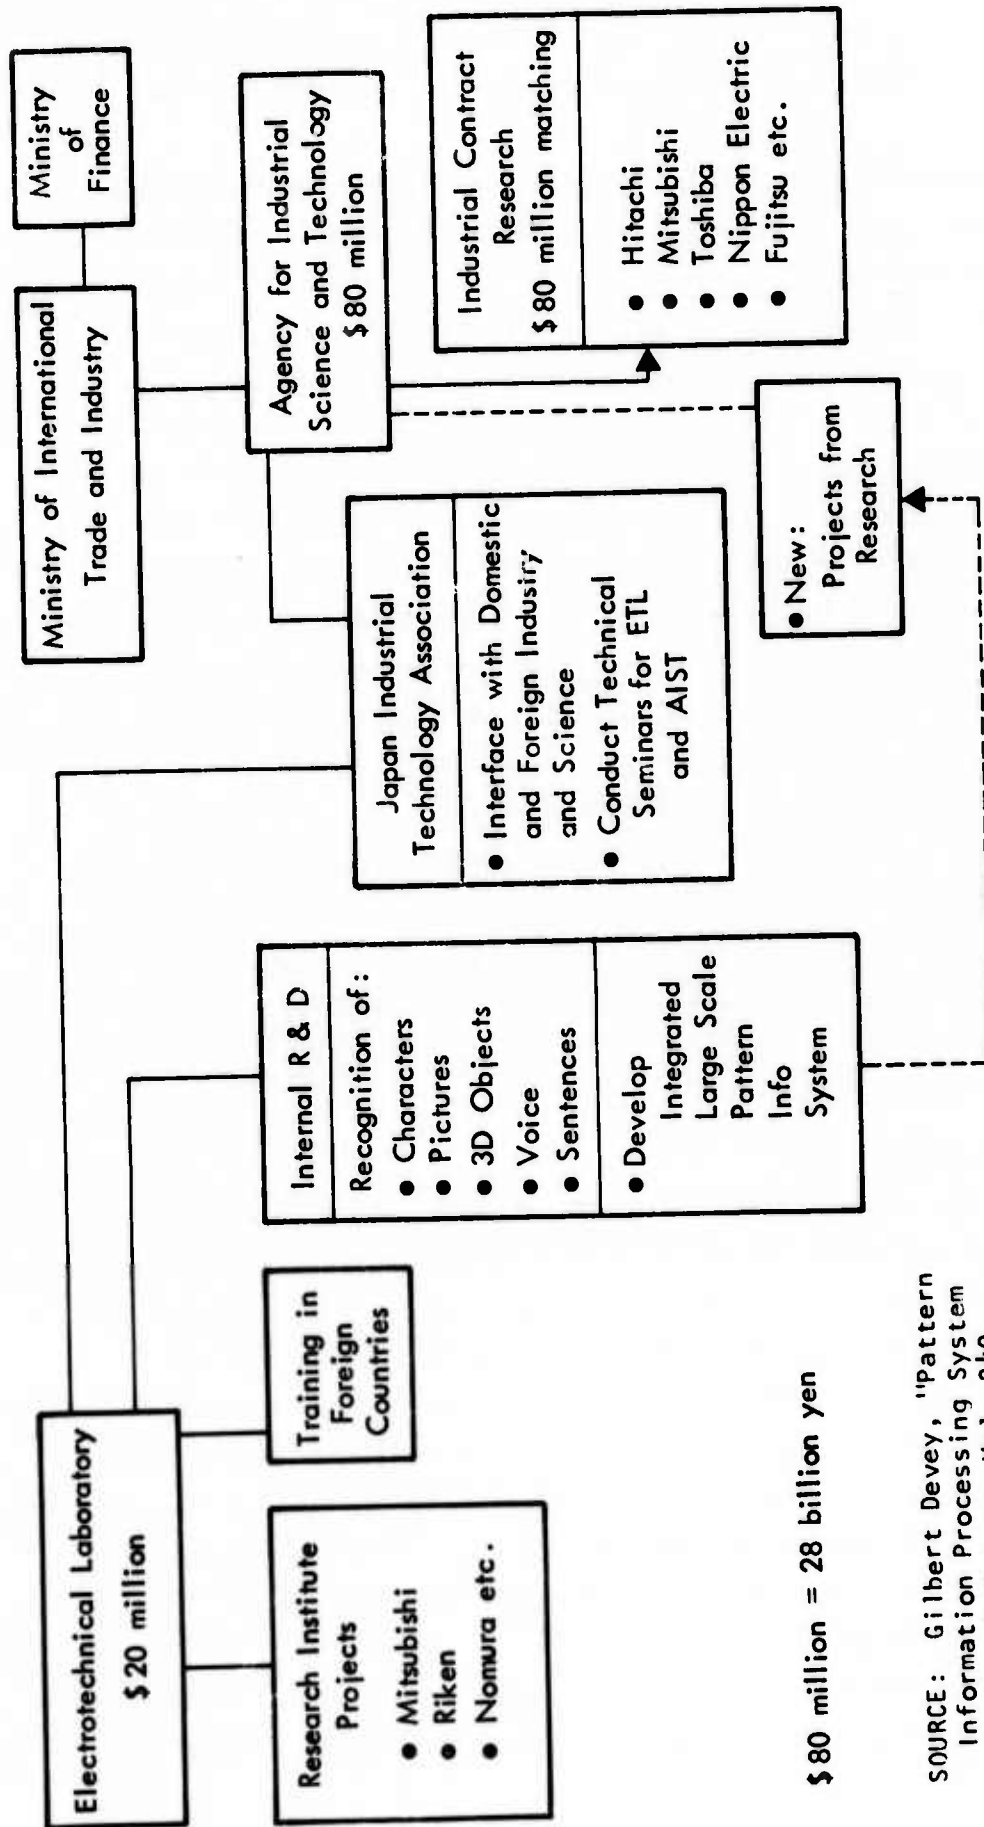 Ministry
of
Finance
Ministry of International
Trade and Industry
Agency for Industrial
Science and Technology
$80 million
Industrial Contract
Research
$80 million matching
● Hitachi
● Mitsubishi
● Toshiba
● Nippon Electric
● Fujitsu etc.
● New:
Projects from
Research
Japan Industrial
Technology Association
● Interface with Domestic
and Foreign Industry
and Science
● Conduct Technical
Seminars for ETL
and AIST
Electrotechnical Laboratory
$20 million
Internal R & D
Recognition of:
● Characters
● Pictures
● 3D Objects
● Voice
● Sentences
● Develop
Integrated
Large Scale
Pattern
Info
System
Training in
Foreign
Countries
Research Institute
Projects
● Mitsubishi
● Riken
● Nomura etc.
$80 million = 28 billion yen
SOURCE: Gilbert Devey, "Pattern
Information Processing System